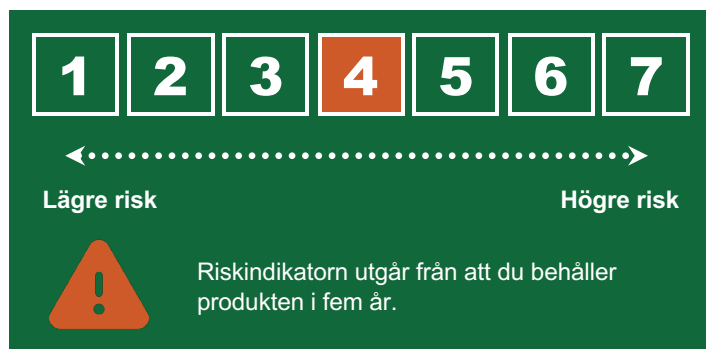 1 2 3 4 5 6 7
Lägre risk Högre risk
Riskindikatorn utgår från att du behåller
produkten i fem år.